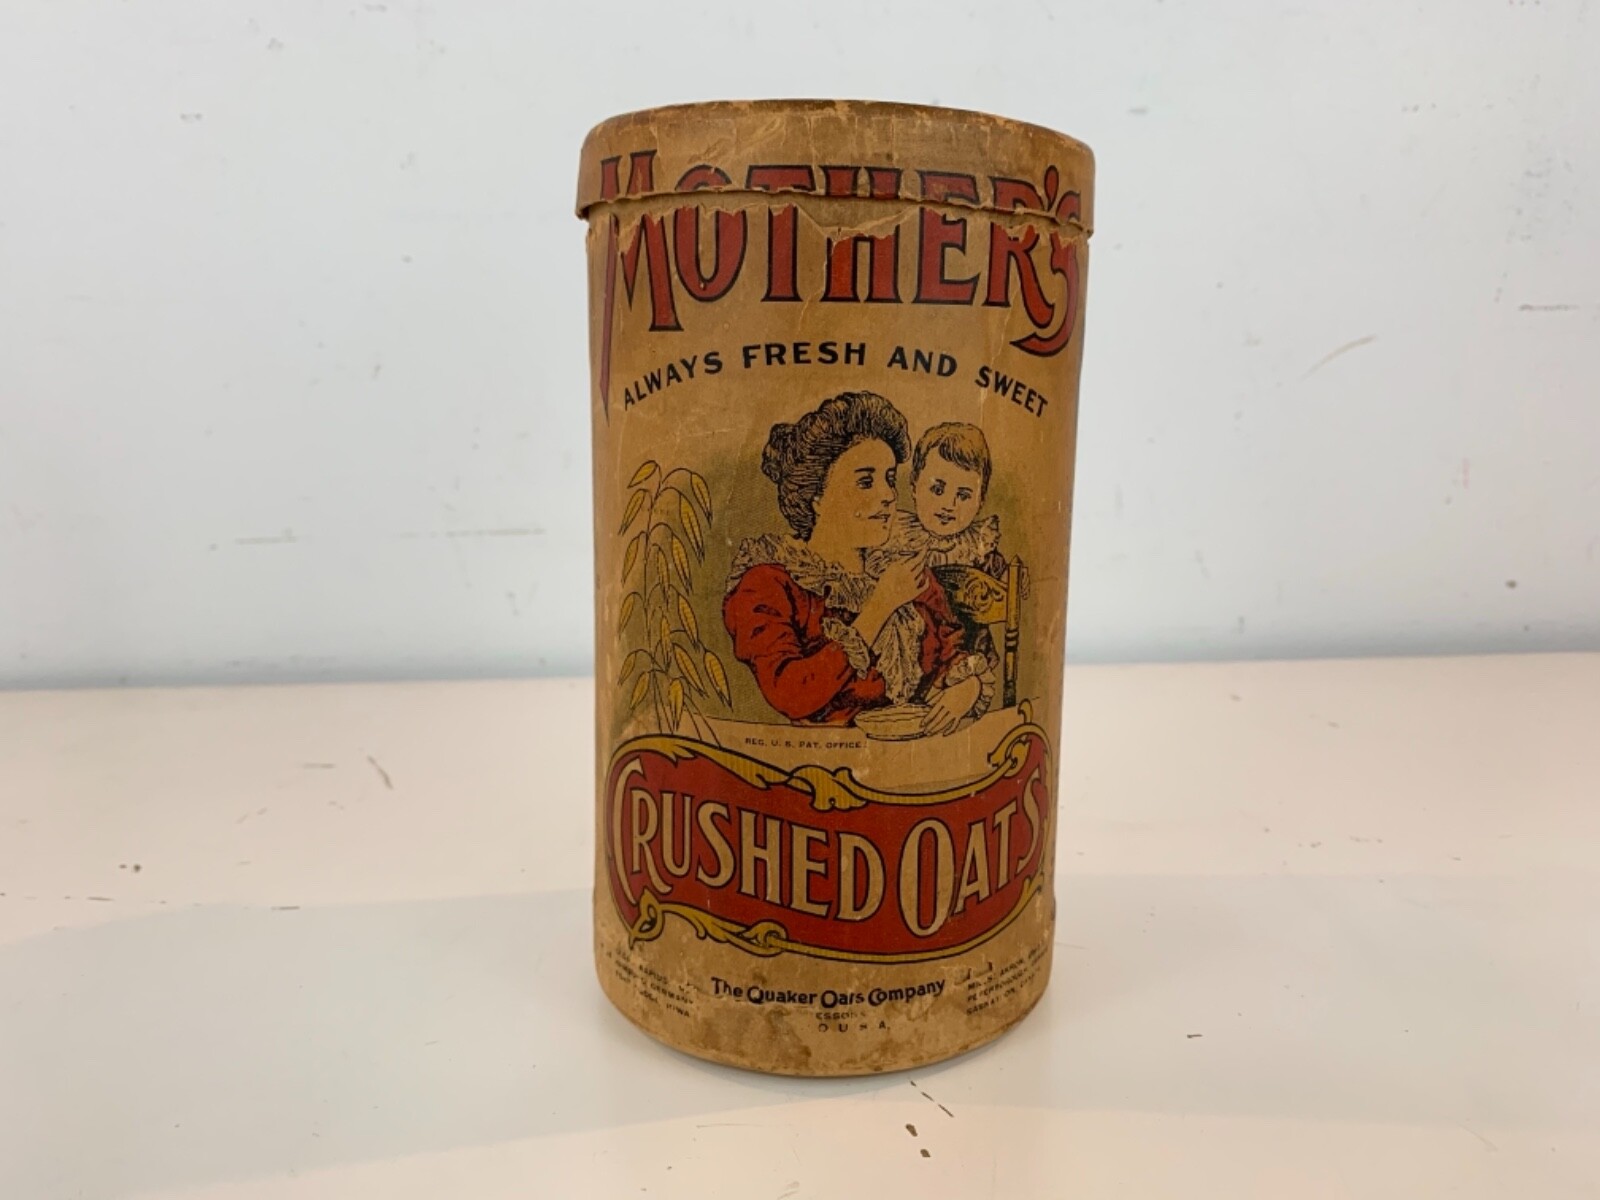 MOTHER'S
ALWAYS FRESH AND SWEET
REG. U. S. PAT. OFFICE.
CRUSHED OATS
The Quaker Oats Company
U S A.